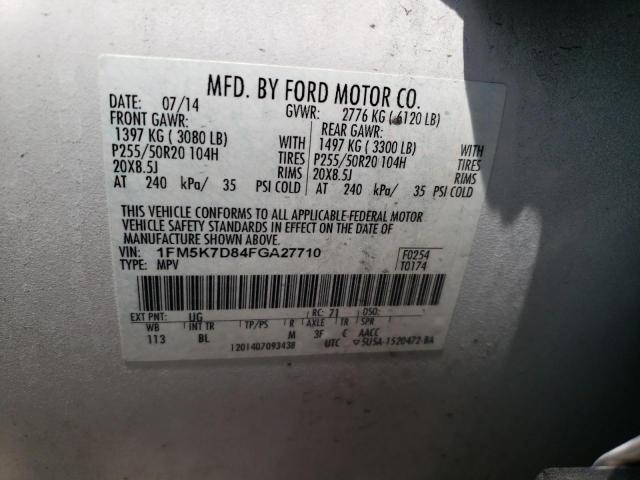 MFD. BY FORD MOTOR CO.
DATE: 07/14 GVWR: 2776 KG ( 6120 LB)
FRONT GAWR: REAR GAWR:
1397 KG ( 3080 LB) WITH 1497 KG ( 3300 LB) WITH
P255/50R20 104H TIRES P255/50R20 104H TIRES
20X8.5J RIMS 20X8.5J RIMS
AT 240 kPa/ 35 PSI COLD AT 240 kPa/ 35 PSI COLD
THIS VEHICLE CONFORMS TO ALL APPLICABLE FEDERAL MOTOR
VEHICLE SAFETY STANDARDS IN EFFECT ON THE DATE OF
MANUFACTURE SHOWN ABOVE.
VIN: 1FM5K7D84FGA27710 F0254
TYPE: MPV T0174
EXT PNT: UG RC: 71 DSO:
WB INT TR TP/PS R AXLE TR SPR
113 BL M 3F C AACC
1201407093438 UTC 5USA-1520472-BA